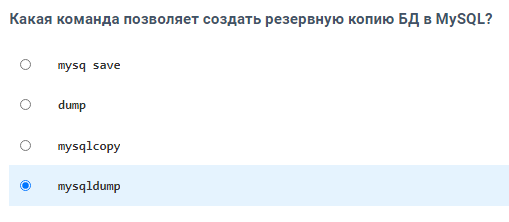 Какая команда позволяет создать резервную копию БД в MySQL?
mysq save
dump
mysqlcopy
mysqldump